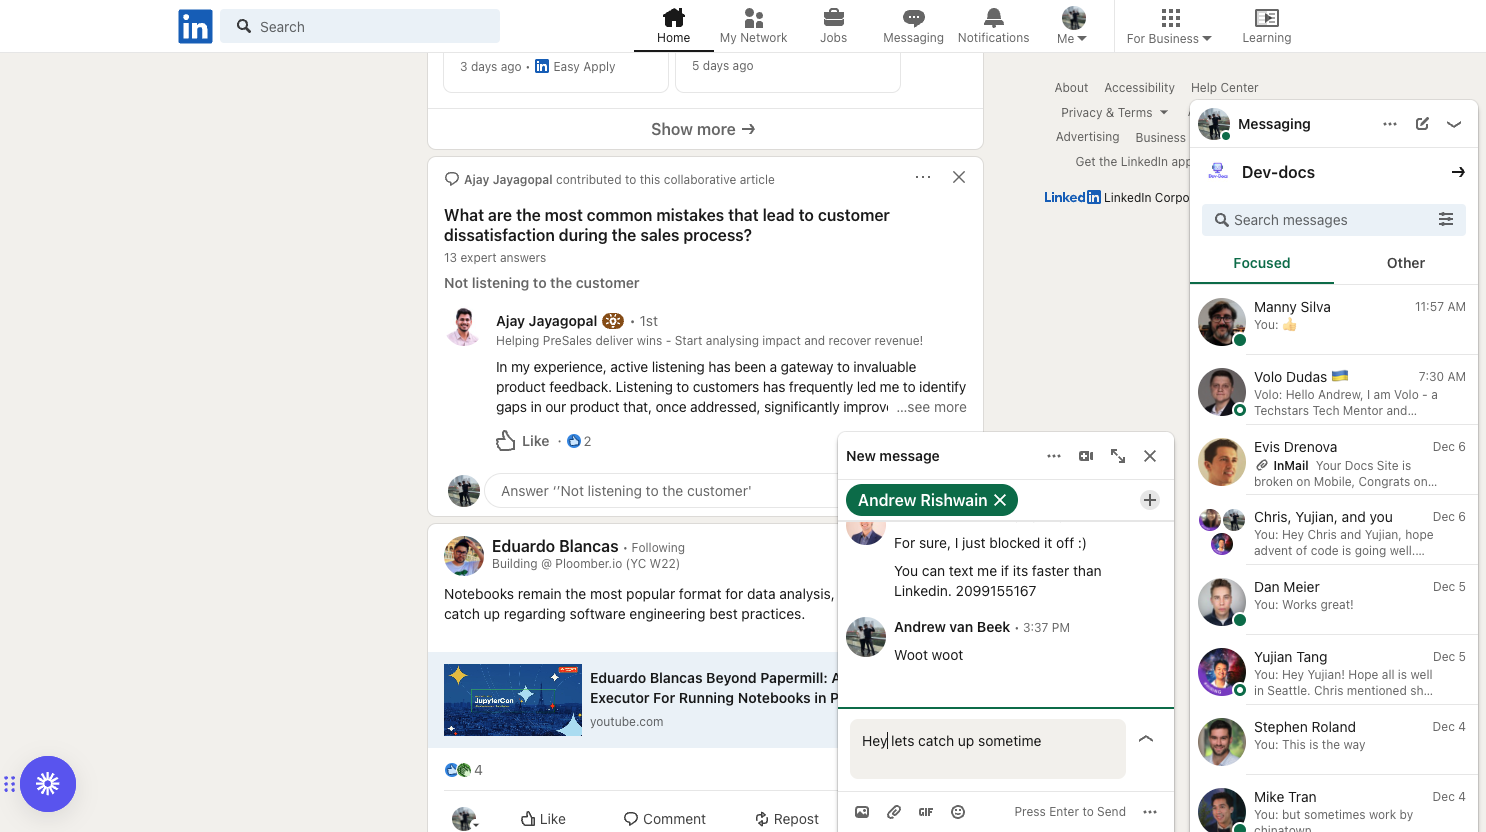 in
Search
Home
My Network
Jobs
Messaging
Notifications
Me
For Business
Learning
3 days ago • in Easy Apply
5 days ago
Show more →
Ajay Jayagopal contributed to this collaborative article
What are the most common mistakes that lead to customer
dissatisfaction during the sales process?
13 expert answers
Not listening to the customer
Ajay Jayagopal • 1st
Helping PreSales deliver wins - Start analysing impact and recover revenue!
In my experience, active listening has been a gateway to invaluable
product feedback. Listening to customers has frequently led me to identify
gaps in our product that, once addressed, significantly improve ...see more
Like · 2
Answer ‘'Not listening to the customer'
Eduardo Blancas • Following
Building @ Ploomber.io (YC W22)
Notebooks remain the most popular format for data analysis,
catch up regarding software engineering best practices.
JupyterCon
Eduardo Blancas Beyond Papermill: A
Executor For Running Notebooks in P
youtube.com
4
Like
Comment
Repost
About
Accessibility
Help Center
Privacy & Terms
Advertising
Business
Get the LinkedIn app
LinkedIn LinkedIn Corpo
New message
Andrew Rishwain
For sure, I just blocked it off :)
You can text me if its faster than
Linkedin. 2099155167
Andrew van Beek • 3:37 PM
Woot woot
Hey lets catch up sometime
GIF
Press Enter to Send
Messaging
Dev-Docs
Dev-docs
Search messages
Focused
Other
Manny Silva 11:57 AM
You: 👍
Volo Dudas 🇺🇦 7:30 AM
Volo: Hello Andrew, I am Volo - a
Techstars Tech Mentor and...
Evis Drenova Dec 6
InMail Your Docs Site is
broken on Mobile, Congrats on...
Chris, Yujian, and you Dec 6
You: Hey Chris and Yujian, hope
advent of code is going well....
Dan Meier Dec 5
You: Works great!
Yujian Tang Dec 5
You: Hey Yujian! Hope all is well
in Seattle. Chris mentioned sh...
Stephen Roland Dec 4
You: This is the way
Mike Tran Dec 4
You: but sometimes work by
chinatown